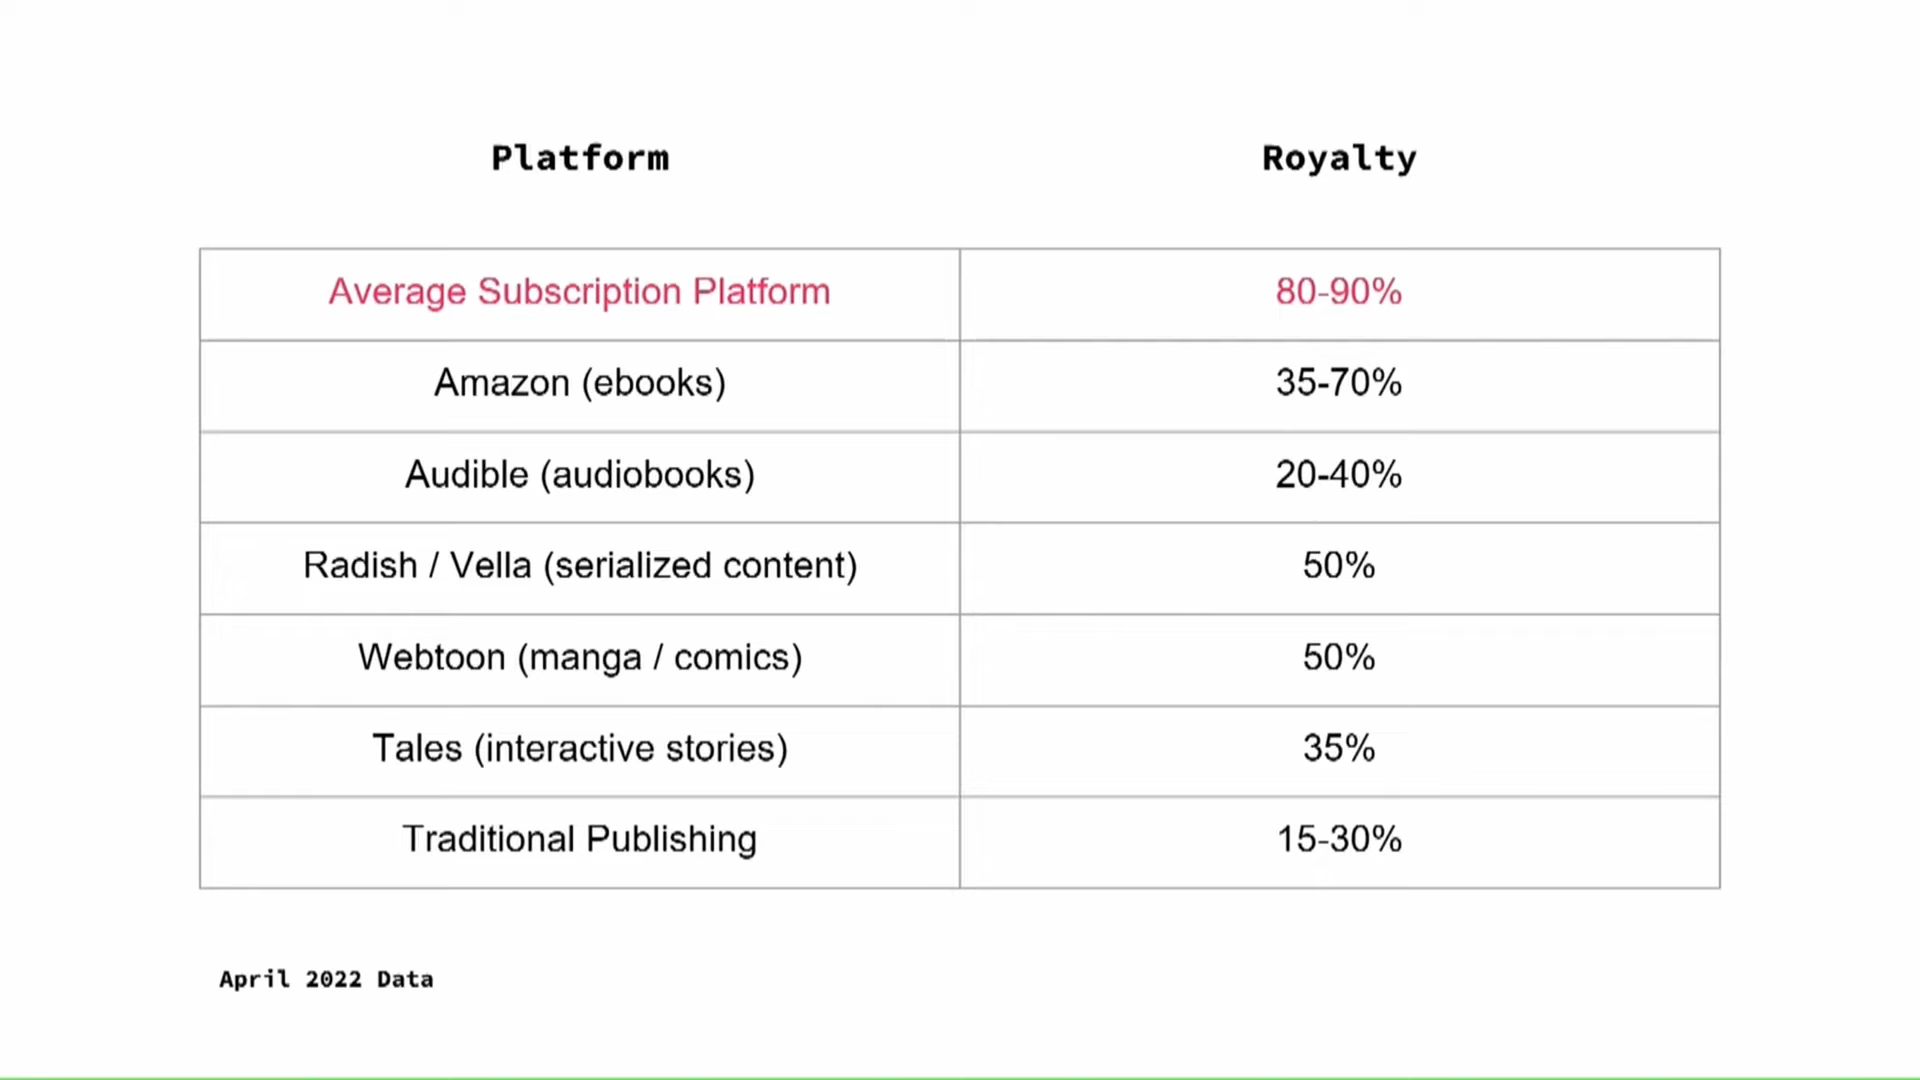 Platform Royalty
Average Subscription Platform 80-90%
Amazon (ebooks) 35-70%
Audible (audiobooks) 20-40%
Radish / Vella (serialized content) 50%
Webtoon (manga / comics) 50%
Tales (interactive stories) 35%
Traditional Publishing 15-30%
April 2022 Data